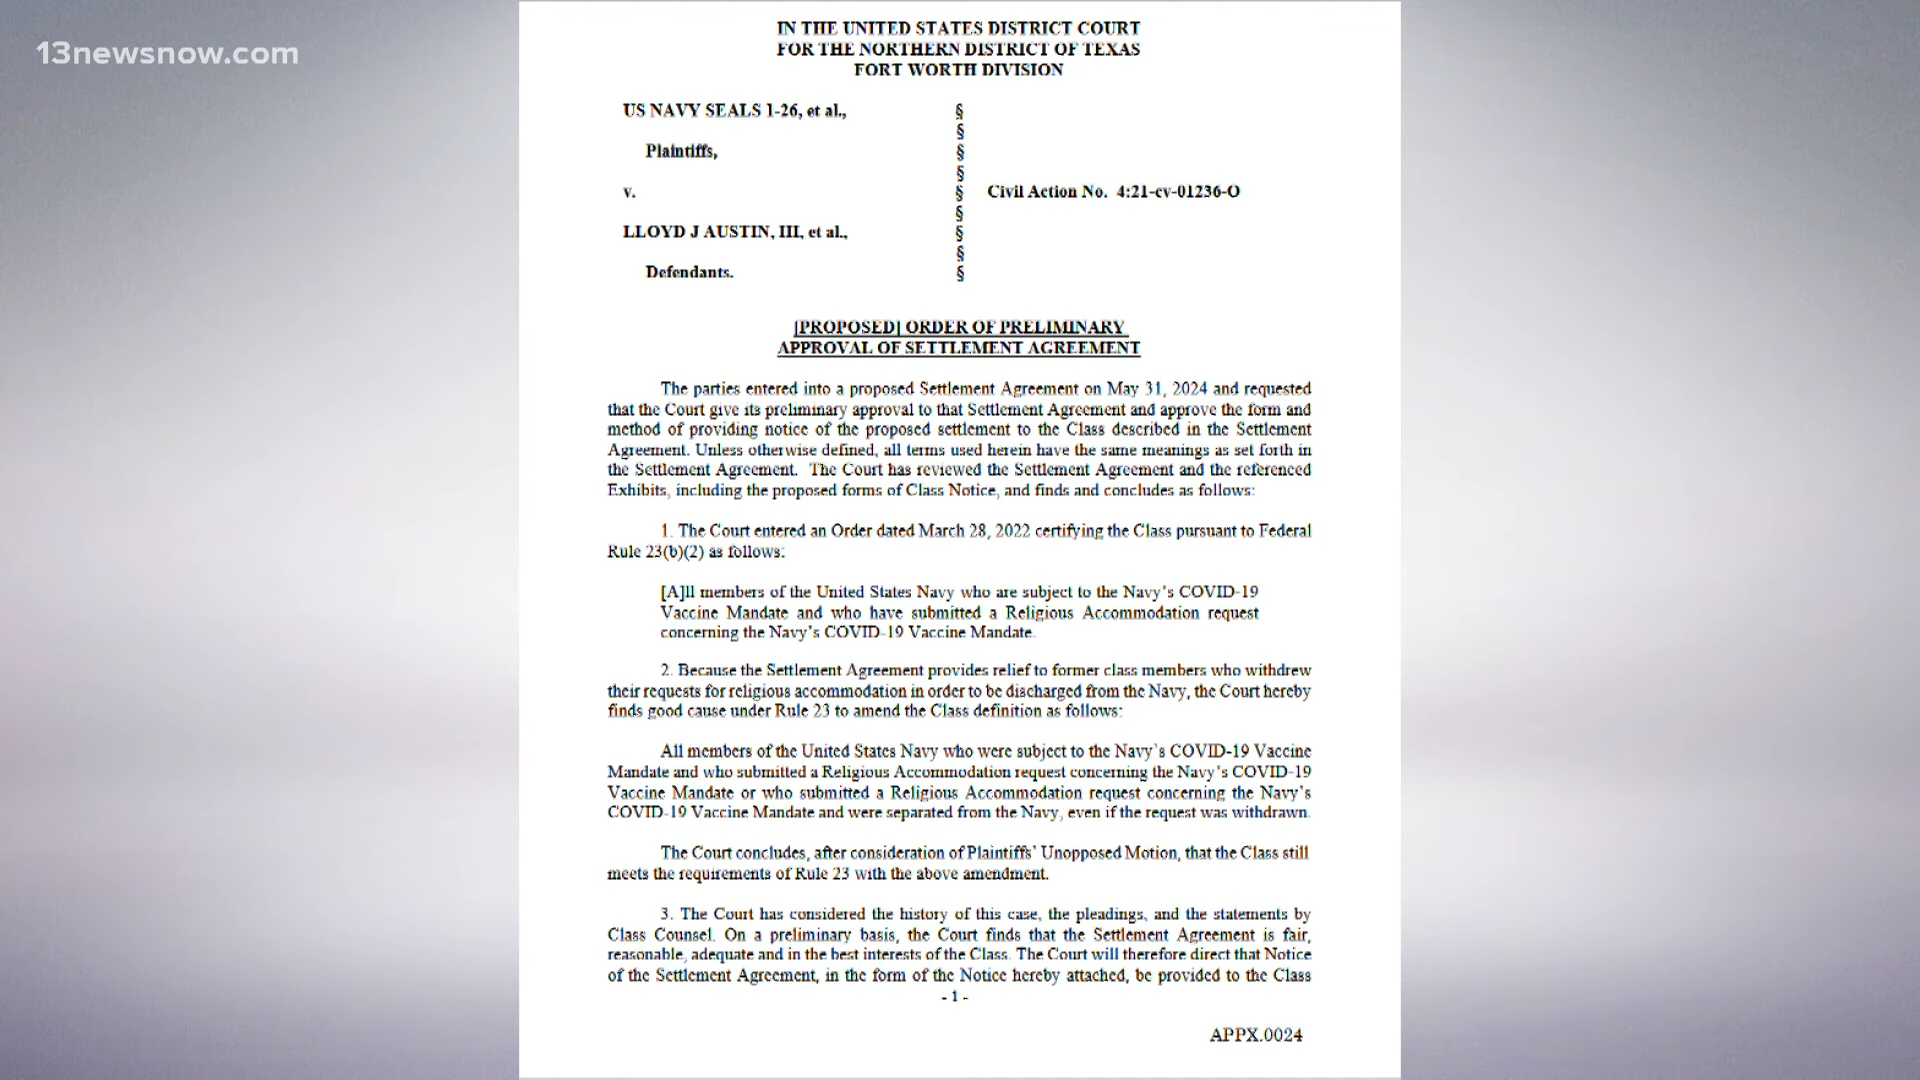 13newsnow.com
IN THE UNITED STATES DISTRICT COURT
FOR THE NORTHERN DISTRICT OF TEXAS
FORT WORTH DIVISION
US NAVY SEALS 1-26, et al., §
§
Plaintiffs, §
§
v. § Civil Action No. 4:21-cv-01236-O
§
LLOYD J AUSTIN, III, et al., §
§
Defendants. §
[PROPOSED] ORDER OF PRELIMINARY
APPROVAL OF SETTLEMENT AGREEMENT
The parties entered into a proposed Settlement Agreement on May 31, 2024 and requested
that the Court give its preliminary approval to that Settlement Agreement and approve the form and
method of providing notice of the proposed settlement to the Class described in the Settlement
Agreement. Unless otherwise defined, all terms used herein have the same meanings as set forth in
the Settlement Agreement. The Court has reviewed the Settlement Agreement and the referenced
Exhibits, including the proposed forms of Class Notice, and finds and concludes as follows:
1. The Court entered an Order dated March 28, 2022 certifying the Class pursuant to Federal
Rule 23(b)(2) as follows:
[A]ll members of the United States Navy who are subject to the Navy's COVID-19
Vaccine Mandate and who have submitted a Religious Accommodation request
concerning the Navy's COVID-19 Vaccine Mandate.
2. Because the Settlement Agreement provides relief to former class members who withdrew
their requests for religious accommodation in order to be discharged from the Navy, the Court hereby
finds good cause under Rule 23 to amend the Class definition as follows:
All members of the United States Navy who were subject to the Navy's COVID-19 Vaccine
Mandate and who submitted a Religious Accommodation request concerning the Navy's COVID-19
Vaccine Mandate or who submitted a Religious Accommodation request concerning the Navy's
COVID-19 Vaccine Mandate and were separated from the Navy, even if the request was withdrawn.
The Court concludes, after consideration of Plaintiffs' Unopposed Motion, that the Class still
meets the requirements of Rule 23 with the above amendment.
3. The Court has considered the history of this case, the pleadings, and the statements by
Class Counsel. On a preliminary basis, the Court finds that the Settlement Agreement is fair,
reasonable, adequate and in the best interests of the Class. The Court will therefore direct that Notice
of the Settlement Agreement, in the form of the Notice hereby attached, be provided to the Class
- 1 -
APPX.0024